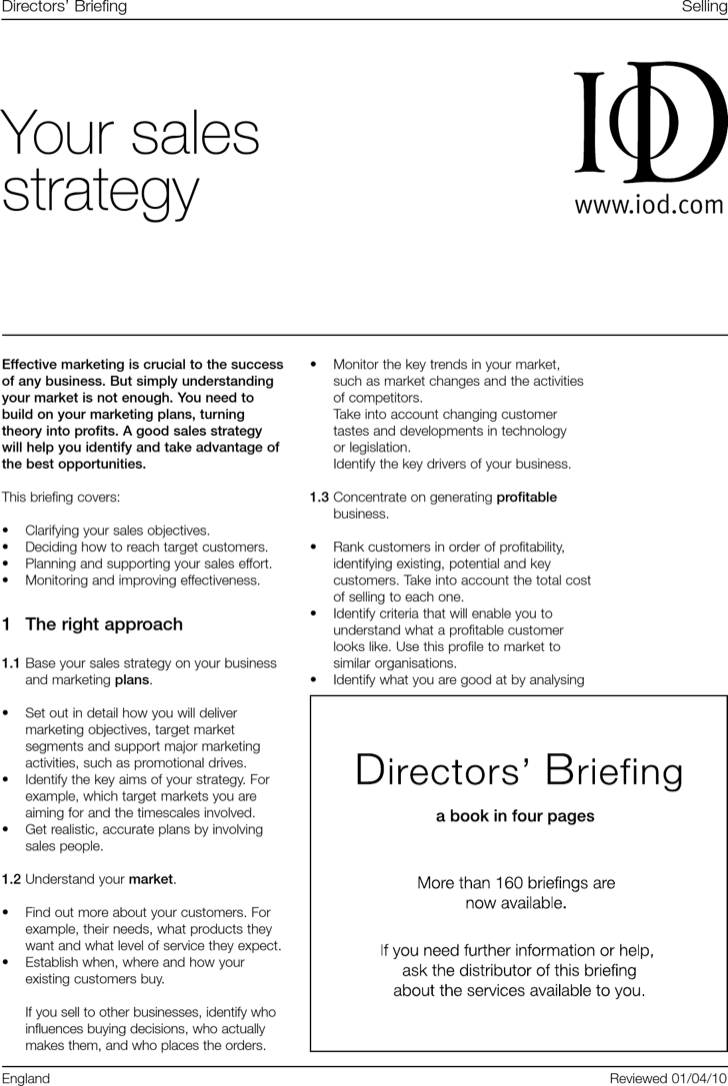 Directors’ Briefing
Selling
Your sales
strategy
IOD
www.iod.com
Effective marketing is crucial to the success
of any business. But simply understanding
your market is not enough. You need to
build on your marketing plans, turning
theory into profits. A good sales strategy
will help you identify and take advantage of
the best opportunities.
This briefing covers:
• Clarifying your sales objectives.
• Deciding how to reach target customers.
• Planning and supporting your sales effort.
• Monitoring and improving effectiveness.
1 The right approach
1.1 Base your sales strategy on your business
and marketing plans.
• Set out in detail how you will deliver
marketing objectives, target market
segments and support major marketing
activities, such as promotional drives.
• Identify the key aims of your strategy. For
example, which target markets you are
aiming for and the timescales involved.
• Get realistic, accurate plans by involving
sales people.
1.2 Understand your market.
• Find out more about your customers. For
example, their needs, what products they
want and what level of service they expect.
• Establish when, where and how your
existing customers buy.
If you sell to other businesses, identify who
influences buying decisions, who actually
makes them, and who places the orders.
• Monitor the key trends in your market,
such as market changes and the activities
of competitors.
Take into account changing customer
tastes and developments in technology
or legislation.
Identify the key drivers of your business.
1.3 Concentrate on generating profitable
business.
• Rank customers in order of profitability,
identifying existing, potential and key
customers. Take into account the total cost
of selling to each one.
• Identify criteria that will enable you to
understand what a profitable customer
looks like. Use this profile to market to
similar organisations.
• Identify what you are good at by analysing
Directors’ Briefing
a book in four pages
More than 160 briefings are
now available.
If you need further information or help,
ask the distributor of this briefing
about the services available to you.
England
Reviewed 01/04/10